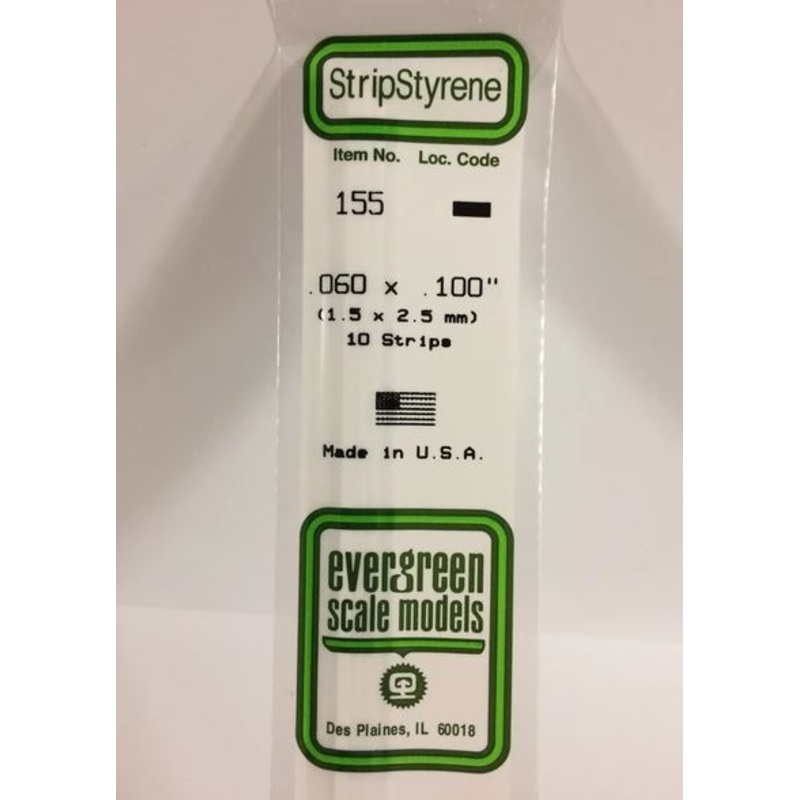 StripStyrene
Item No. Loc. Code
155
.060 x .100"
(1.5 x 2.5 mm)
10 Strips
Made in U.S.A.
evergreen
scale models
Des Plaines, IL 60018